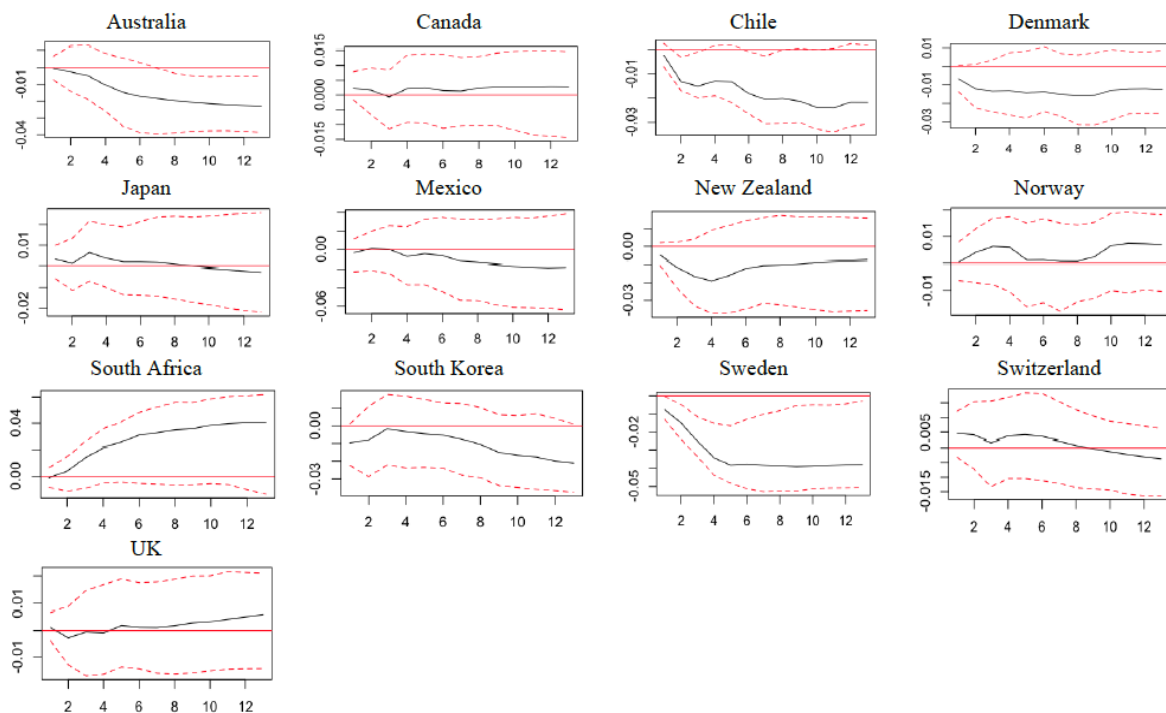 Australia Canada Chile Denmark
-0.01 -0.04
0.015 0.000 -0.015
-0.01 -0.03
0.01 -0.01 -0.03
2 4 6 8 10 12 2 4 6 8 10 12 2 4 6 8 10 12 2 4 6 8 10 12
Japan Mexico New Zealand Norway
0.01 -0.02
0.00 -0.06
0.00 -0.03
0.01 -0.01
2 4 6 8 10 12 2 4 6 8 10 12 2 4 6 8 10 12 2 4 6 8 10 12
South Africa South Korea Sweden Switzerland
0.04 0.00
0.00 -0.03
-0.02 -0.05
0.005 -0.015
2 4 6 8 10 12 2 4 6 8 10 12 2 4 6 8 10 12 2 4 6 8 10 12
UK
0.01 -0.01
2 4 6 8 10 12